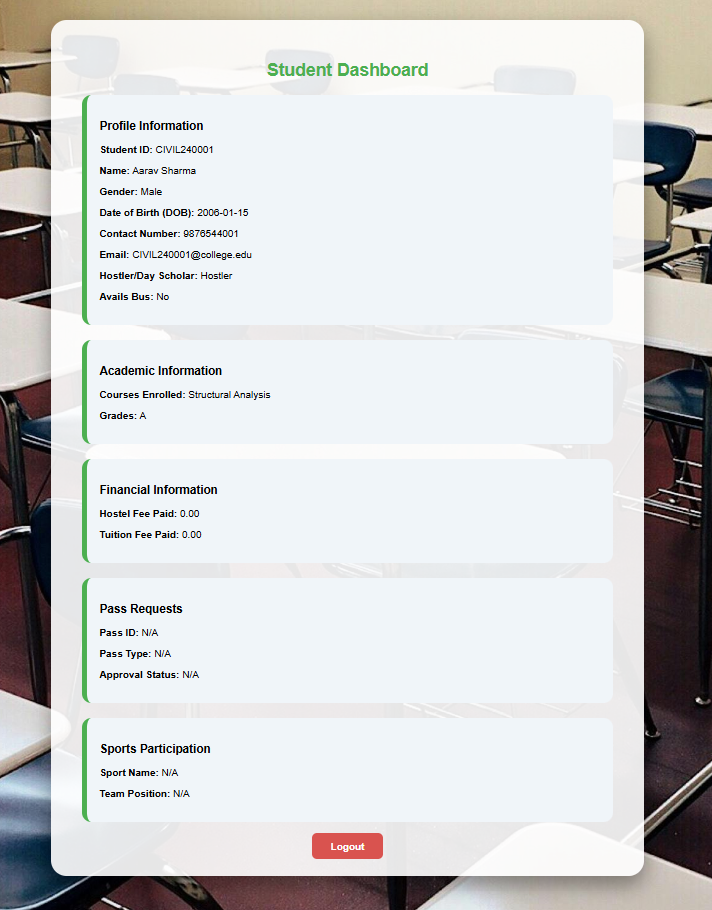 Student Dashboard
Profile Information
Student ID: CIVIL240001
Name: Aarav Sharma
Gender: Male
Date of Birth (DOB): 2006-01-15
Contact Number: 9876544001
Email: CIVIL240001@college.edu
Hostler/Day Scholar: Hostler
Avails Bus: No
Academic Information
Courses Enrolled: Structural Analysis
Grades: A
Financial Information
Hostel Fee Paid: 0.00
Tuition Fee Paid: 0.00
Pass Requests
Pass ID: N/A
Pass Type: N/A
Approval Status: N/A
Sports Participation
Sport Name: N/A
Team Position: N/A
Logout